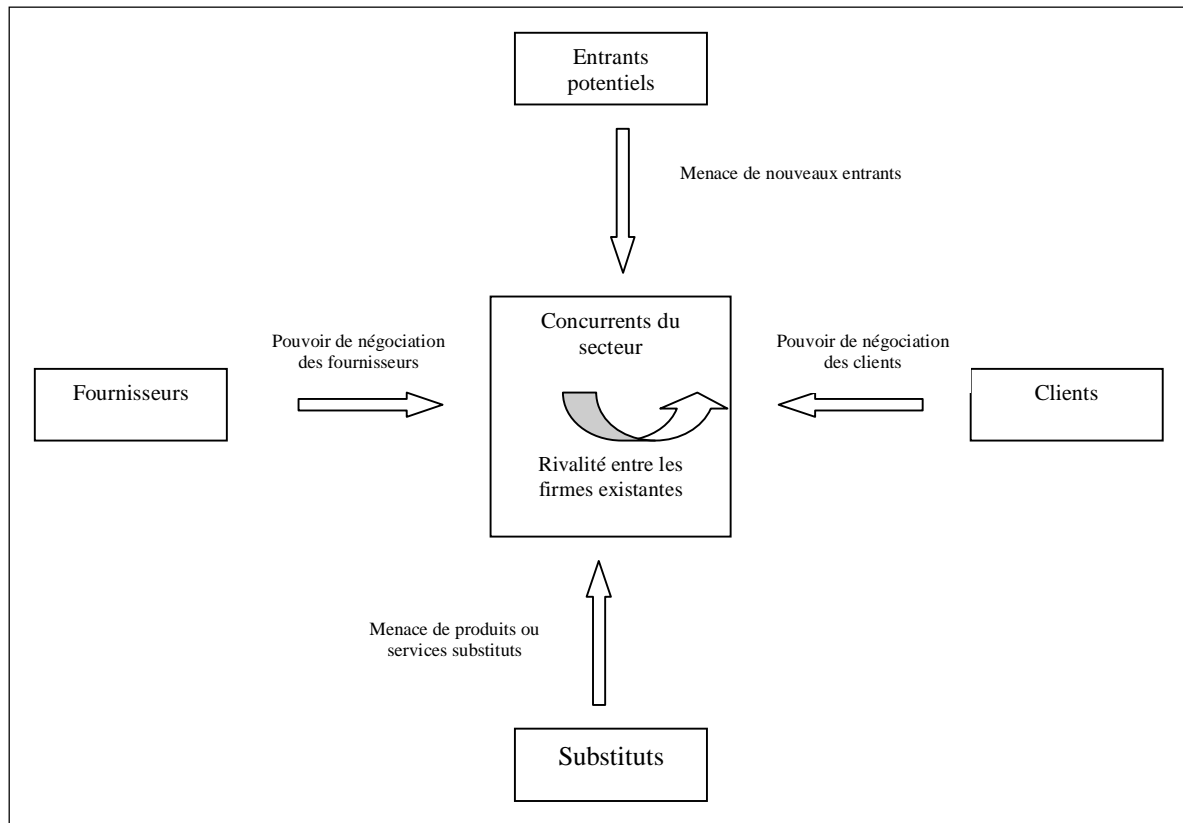 Entrants
potentiels
Menace de nouveaux entrants
Concurrents du
secteur
Pouvoir de négociation
des fournisseurs
Pouvoir de négociation
des clients
Fournisseurs
Clients
Rivalité entre les
firmes existantes
Menace de produits ou
services substituts
Substituts